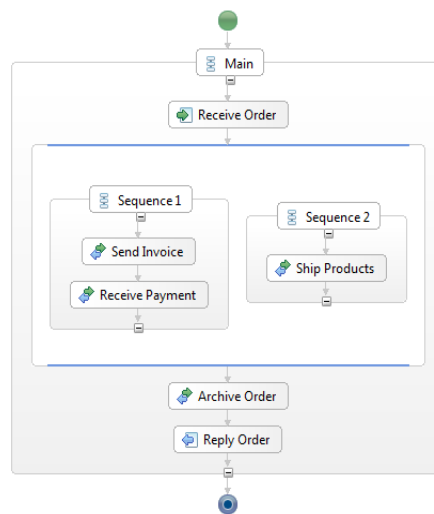 Main
Receive Order
Sequence 1
Sequence 2
Send Invoice
Ship Products
Receive Payment
Archive Order
Reply Order